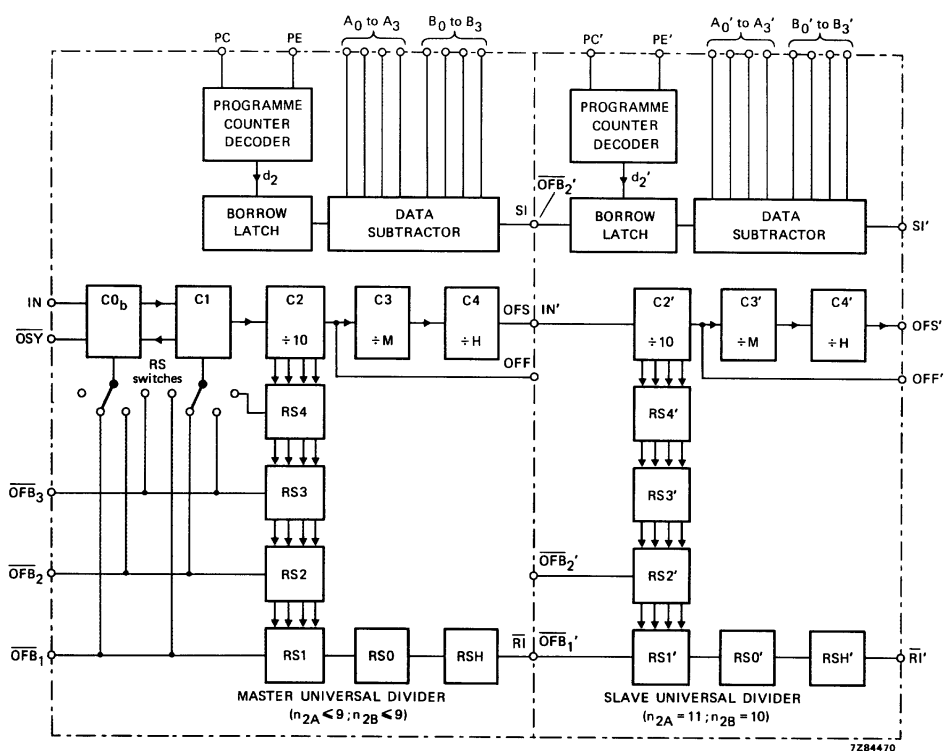 A0 to A3 B0 to B3 A0' to A3' B0' to B3'
PC PE PC' PE'
PROGRAMME COUNTER DECODER
PROGRAMME COUNTER DECODER
d2 d2'
SI OFB2'
BORROW LATCH DATA SUBTRACTOR
BORROW LATCH DATA SUBTRACTOR SI'
IN C0b C1 C2 ÷10 C3 ÷M C4 ÷H OFS IN' C2' ÷10 C3' ÷M C4' ÷H OFS'
OSY
RS switches
OFF OFF'
RS4 RS4'
OFB3 RS3 RS3'
OFB2 RS2 OFB2' RS2'
OFB1 RS1 RS0 RSH RI OFB1' RS1' RS0' RSH' RI'
MASTER UNIVERSAL DIVIDER SLAVE UNIVERSAL DIVIDER
(n2A ≤ 9 ; n2B ≤ 9) (n2A = 11 ; n2B = 10)
7Z84470